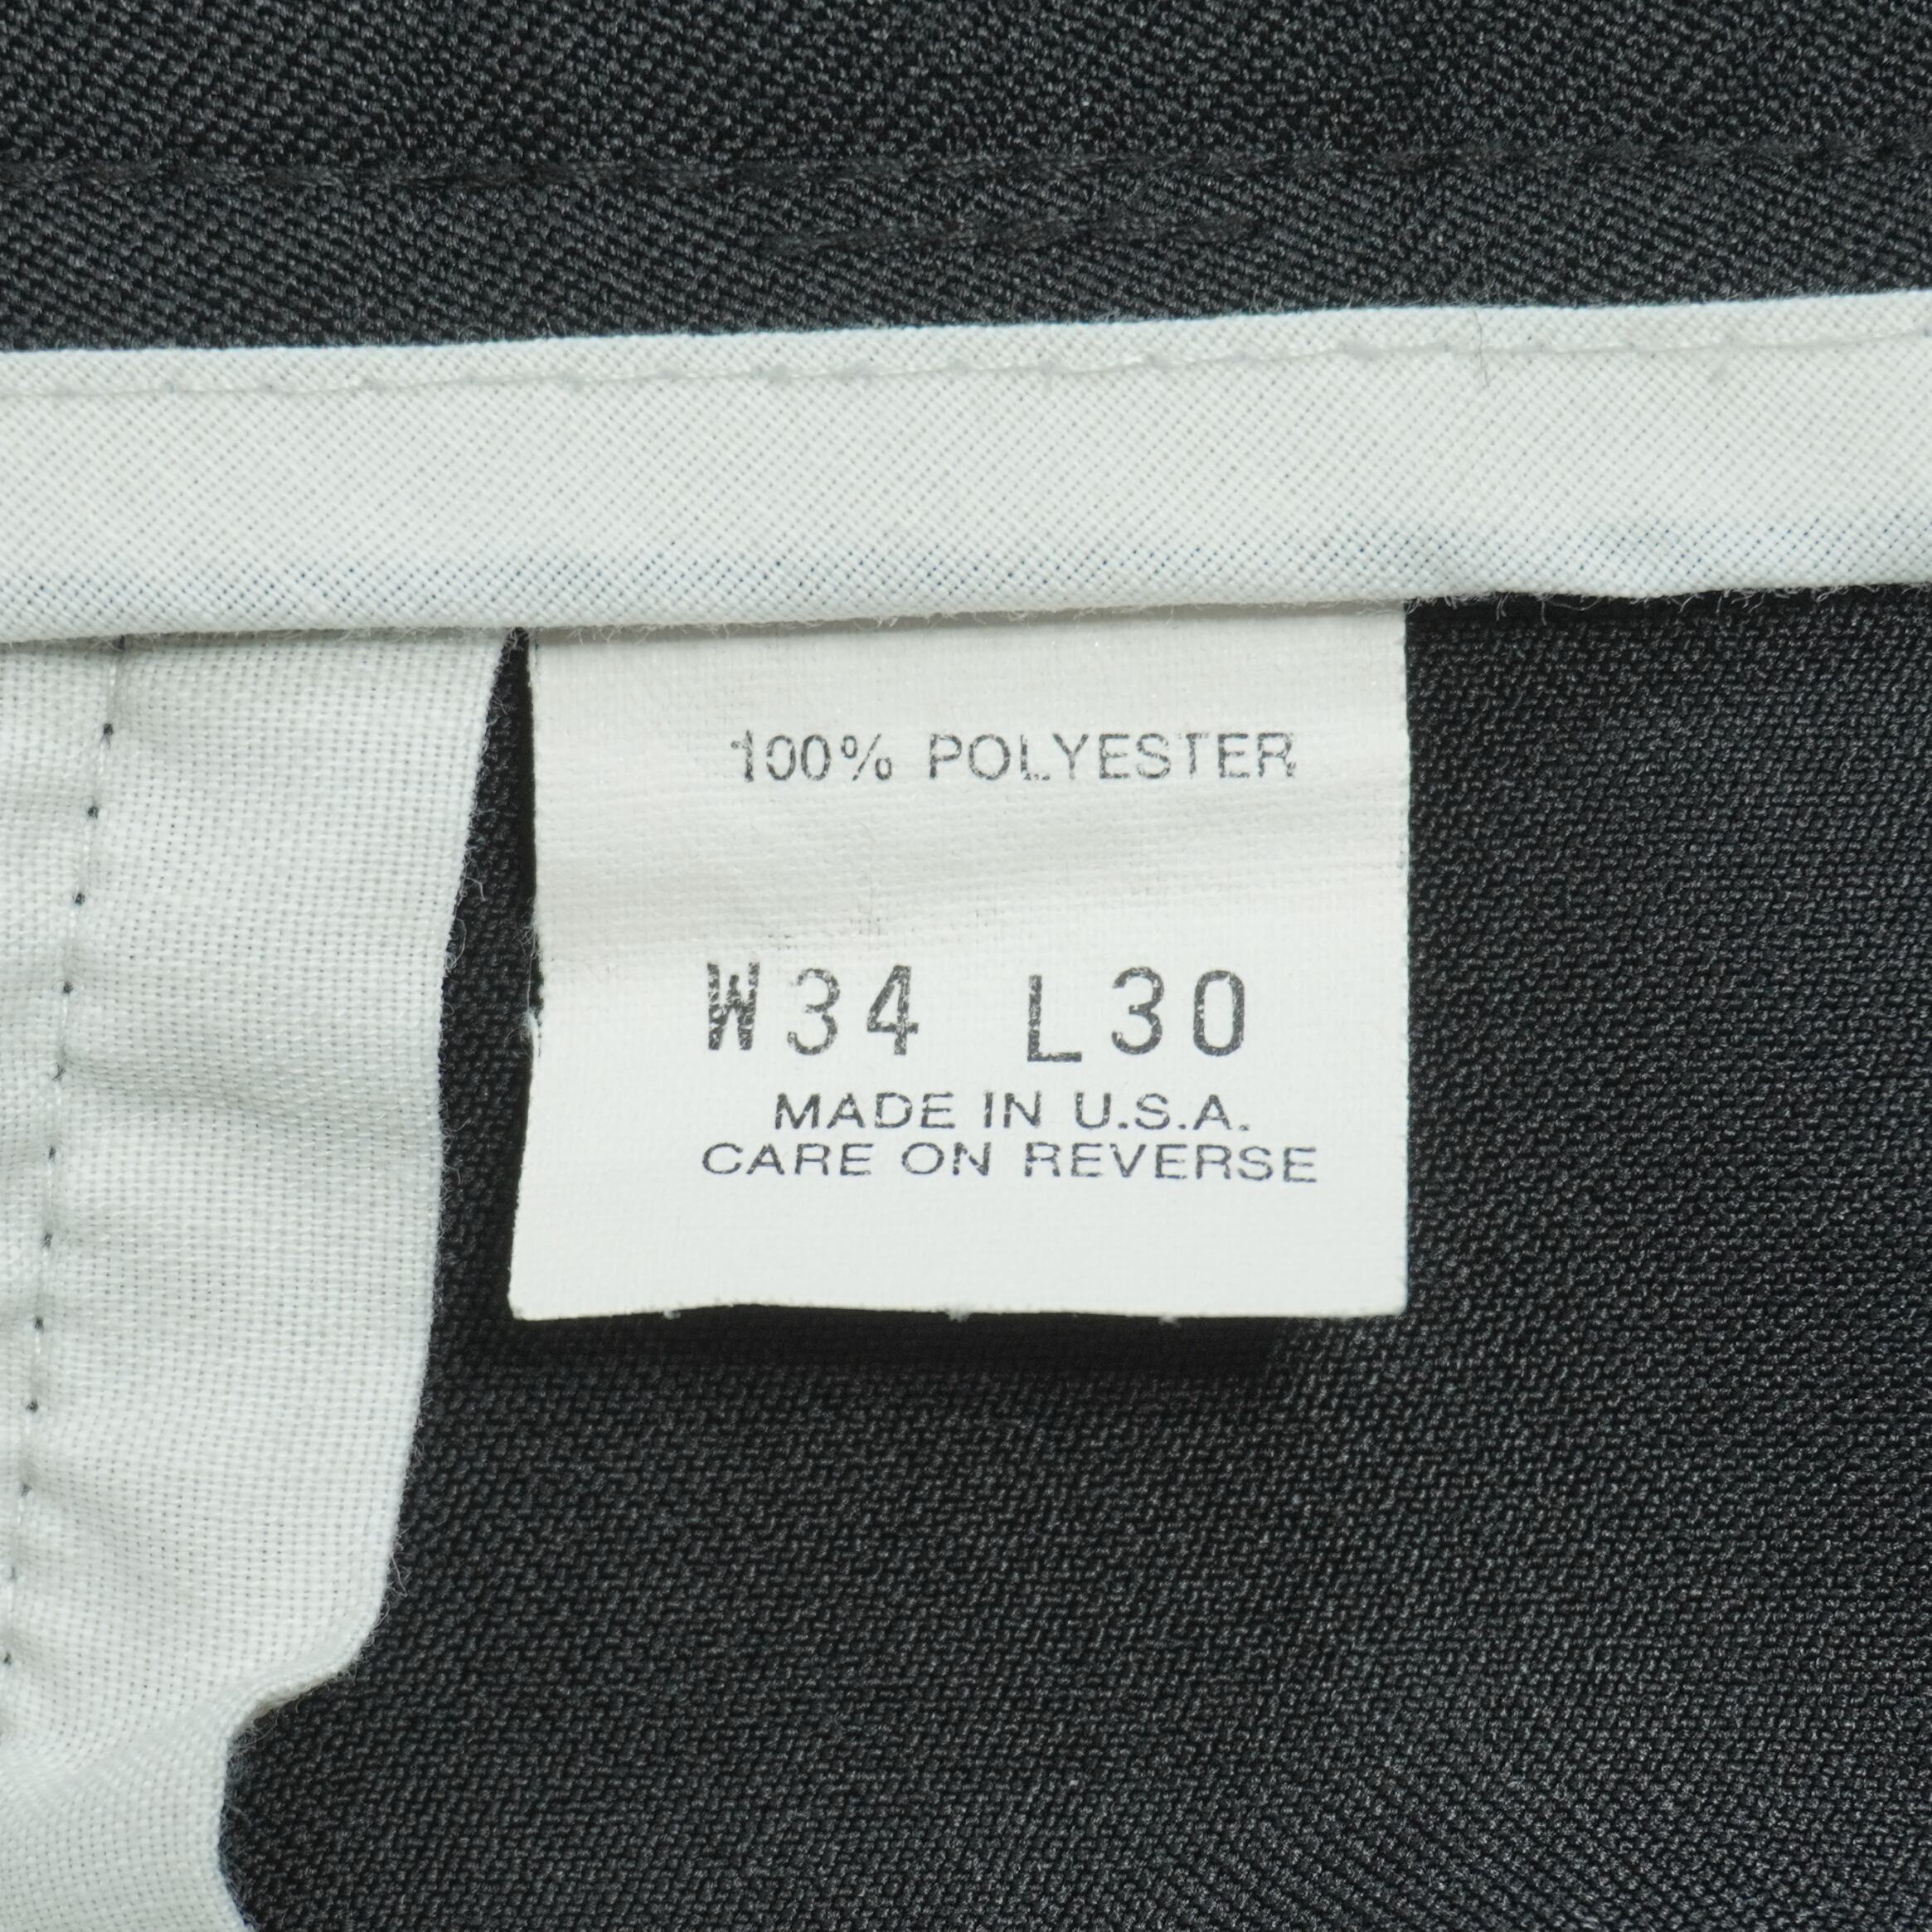 100% POLYESTER
W34 L30
MADE IN U.S.A.
CARE ON REVERSE